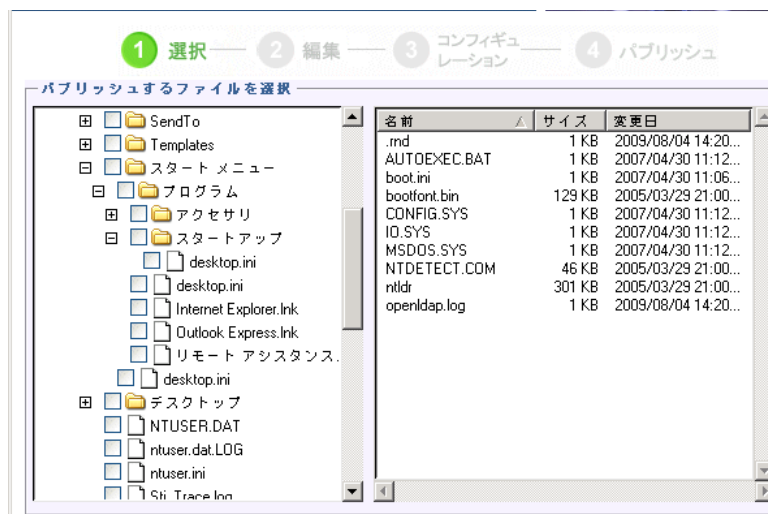 1 選択
2 編集
3 コンフィギュ
レーション
4 パブリッシュ
パブリッシュするファイルを選択
SendTo
Templates
スタート メニュー
プログラム
アクセサリ
スタートアップ
desktop.ini
desktop.ini
Internet Explorer.lnk
Outlook Express.lnk
リモート アシスタンス.
desktop.ini
デスクトップ
NTUSER.DAT
ntuser.dat.LOG
ntuser.ini
Sti_Trace.log
名前 サイズ 変更日
.rnd 1 KB 2009/08/04 14:20...
AUTOEXEC.BAT 1 KB 2007/04/30 11:12...
boot.ini 1 KB 2007/04/30 11:06...
bootfont.bin 129 KB 2005/03/29 21:00...
CONFIG.SYS 1 KB 2007/04/30 11:12...
IO.SYS 1 KB 2007/04/30 11:12...
MSDOS.SYS 1 KB 2007/04/30 11:12...
NTDETECT.COM 46 KB 2005/03/29 21:00...
ntldr 301 KB 2005/03/29 21:00...
openldap.log 1 KB 2009/08/04 14:20...